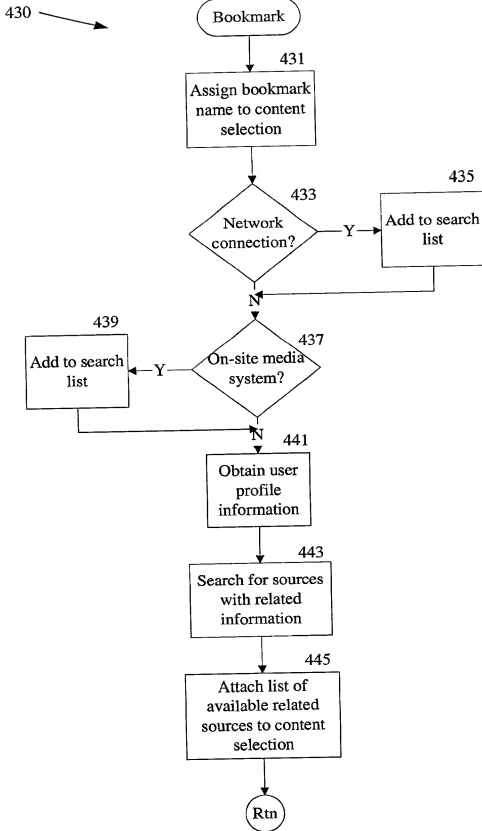 430
Bookmark
431
Assign bookmark
name to content
selection
433
Network
connection?
Y
435
Add to search
list
N
437
On-site media
system?
Y
439
Add to search
list
N
441
Obtain user
profile
information
443
Search for sources
with related
information
445
Attach list of
available related
sources to content
selection
Rtn